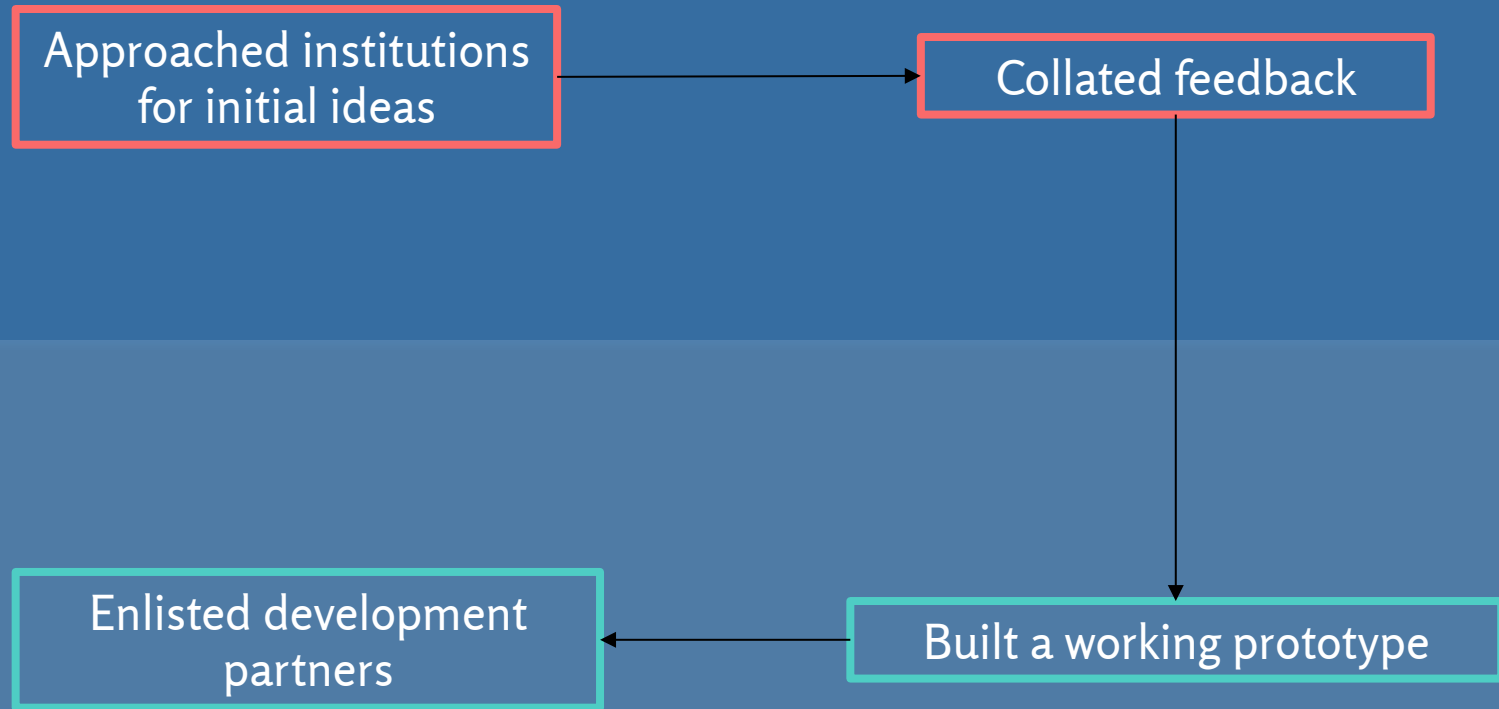 Approached institutions
for initial ideas
Collated feedback
Enlisted development
partners
Built a working prototype